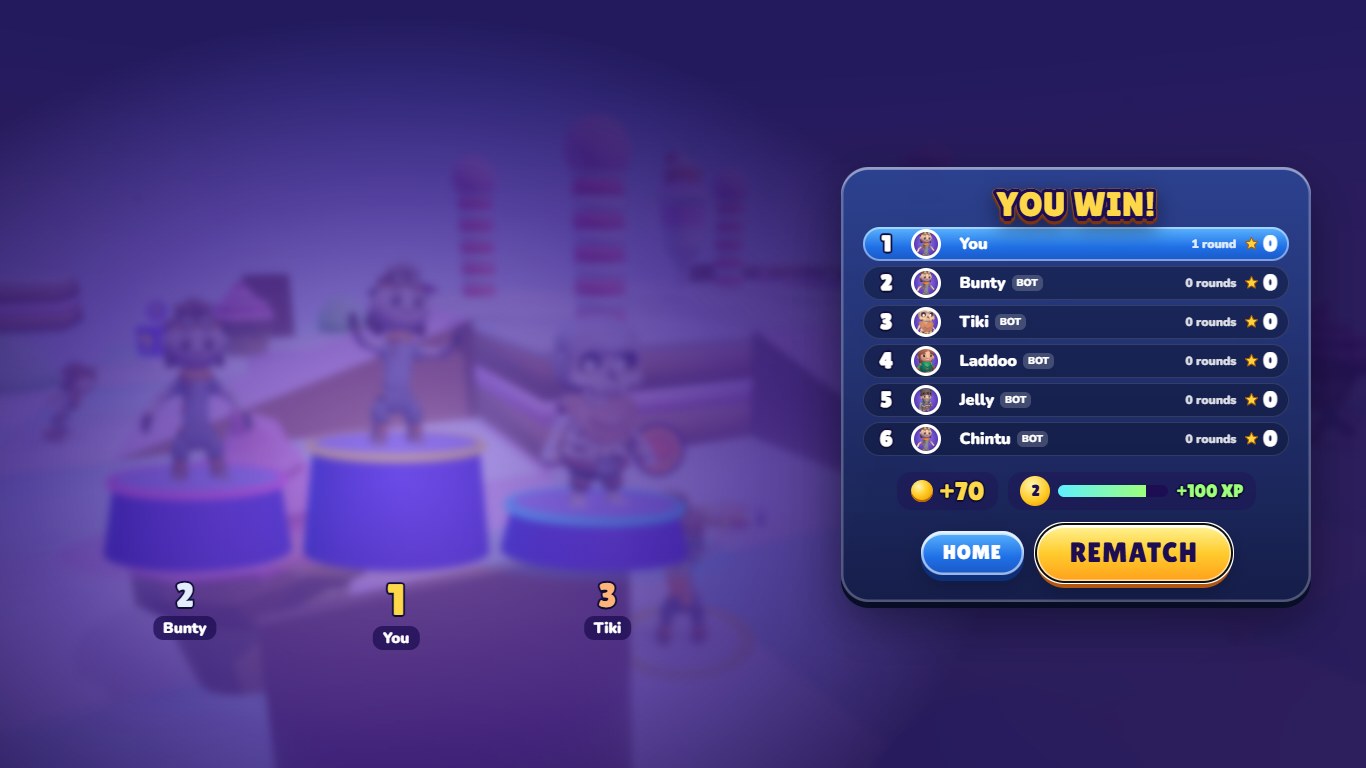 YOU WIN!
1 You 1 round 0
2 Bunty BOT 0 rounds 0
3 Tiki BOT 0 rounds 0
4 Laddoo BOT 0 rounds 0
5 Jelly BOT 0 rounds 0
6 Chintu BOT 0 rounds 0
+70 2 +100 XP
HOME REMATCH
2 1 3
Bunty You Tiki